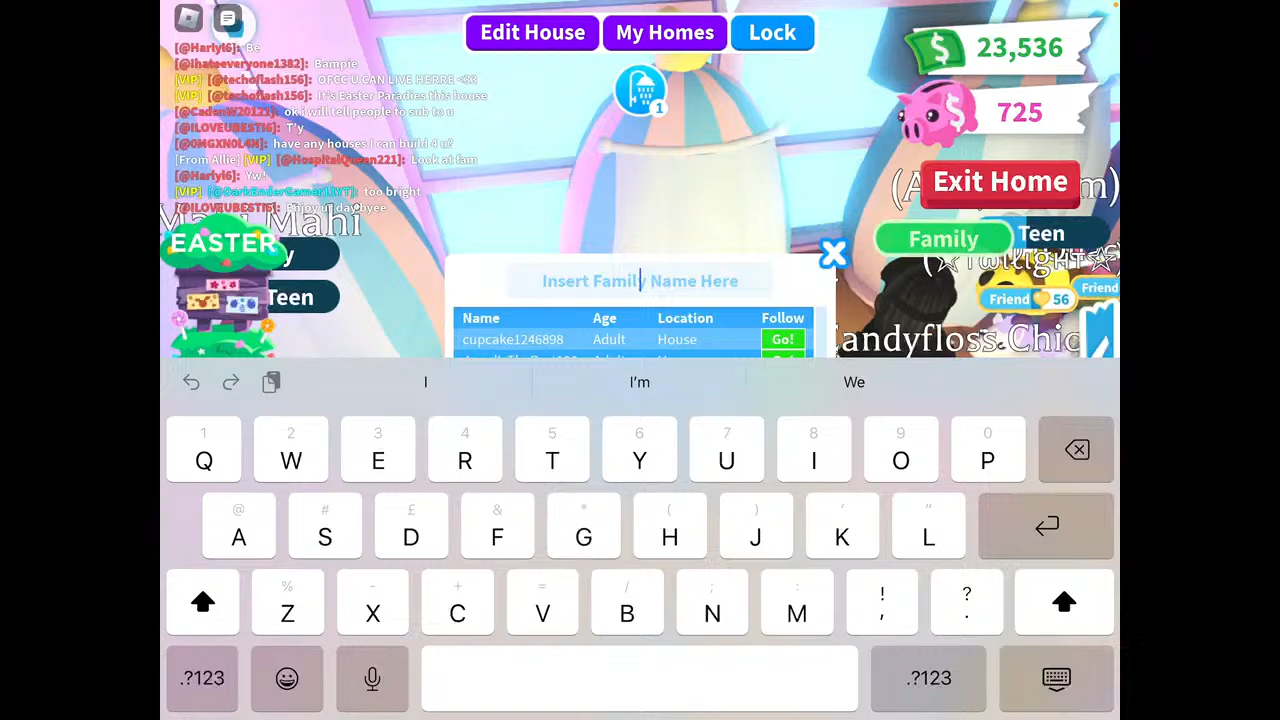 Edit House
My Homes
Lock
23,536
725
Exit Home
[@Harlyl6]: Be
[@ihateeveryone1382]: Bampie
[VIP] [@techoflash156]: OFCC U CAN LIVE HERRE <33
[VIP] [@techoflash156]: It's Easter Paradies this house
[@CadenW20121]: ok i will tell people to sub to u
[@ILOVEUBESTI6]: T'y
[@OMGXN0L4N]: have any houses I can build 4 u?
[From Allie] [VIP] [@HospitalQueen221]: Look at fam
[@Harlyl6]: Yw!
[VIP] [@DarkEnderGamer11YT]: too bright
[@ILOVEUBESTI6]: Enjoy ur day byee
Mahi
EASTER
Teen
1
Family
Teen
Friend 56
Friend
Candyfloss Chic
Insert Family Name Here
Name Age Location Follow
cupcake1246898 Adult House Go!
I I'm We
1 2 3 4 5 6 7 8 9 0
Q W E R T Y U I O P
@ # £ & * ( ) ' "
A S D F G H J K L
% - + = / ; : ! ?
Z X C V B N M , .
.?123 .?123